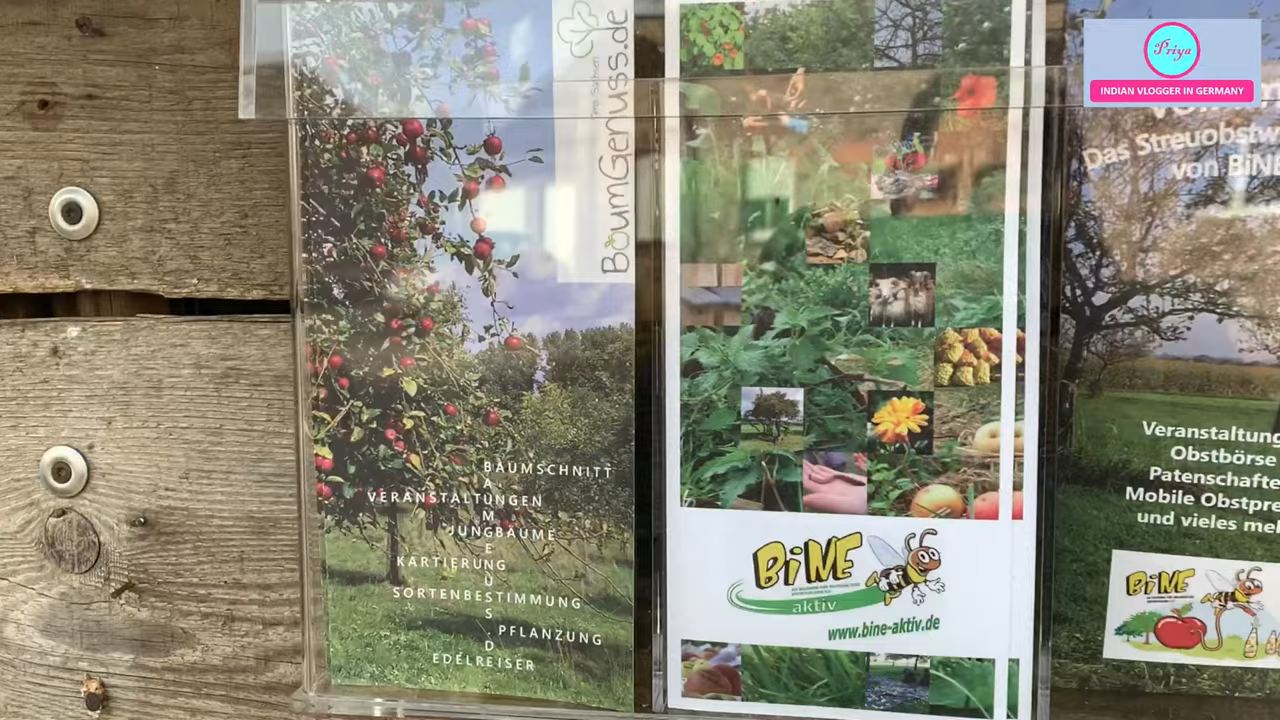 Priya
INDIAN VLOGGER IN GERMANY
BaumGenuss.de
BAUMSCHNITT
VERANSTALTUNGEN
JUNGBÄUME
KARTIERUNG
SORTENBESTIMMUNG
PFLANZUNG
EDELREISER
BiNE
aktiv
www.bine-aktiv.de
Das Streuobstw
von BiNE
Veranstaltung
Obstbörse
Patenschafte
Mobile Obstpre
und vieles meh
BiNE